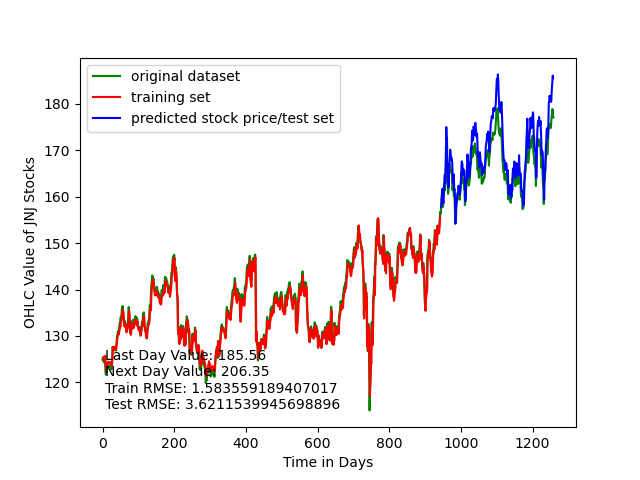 original dataset
training set
predicted stock price/test set
180
170
160
150
140
130
120
OHLC Value of JNJ Stocks
Last Day Value: 185.56
Next Day Value: 206.35
Train RMSE: 1.583559189407017
Test RMSE: 3.6211539945698896
0 200 400 600 800 1000 1200
Time in Days